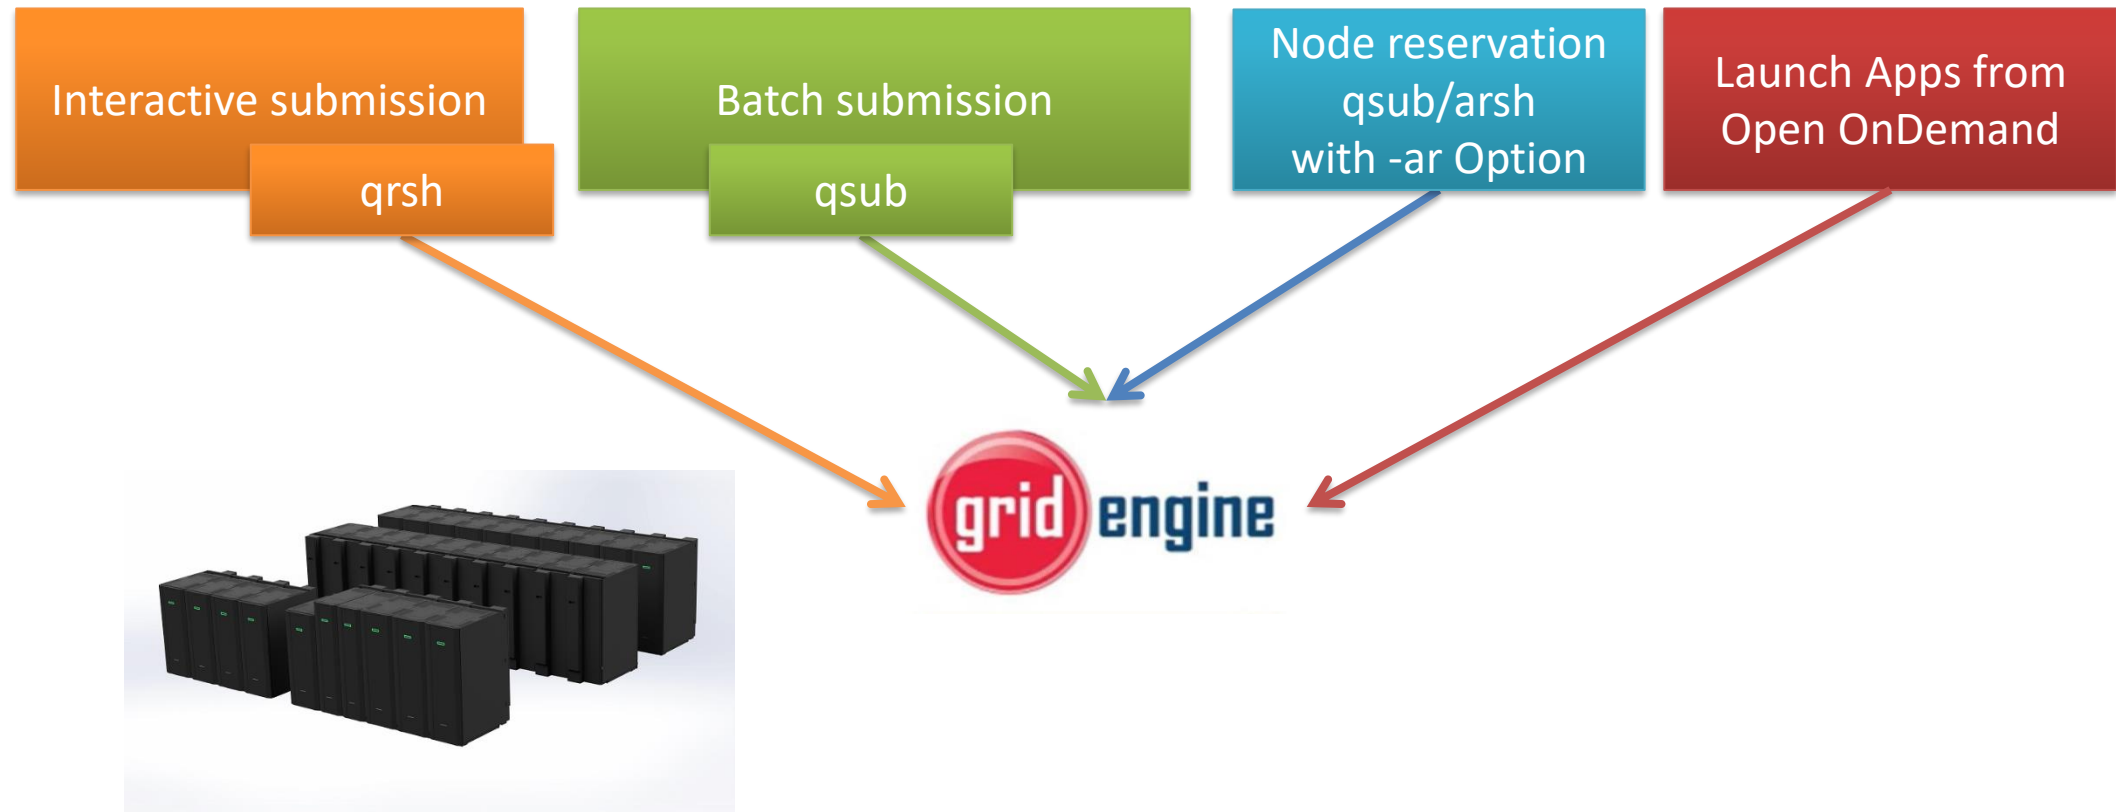 Interactive submission
qrsh
Batch submission
qsub
Node reservation
qsub/arsh
with -ar Option
Launch Apps from
Open OnDemand
grid engine